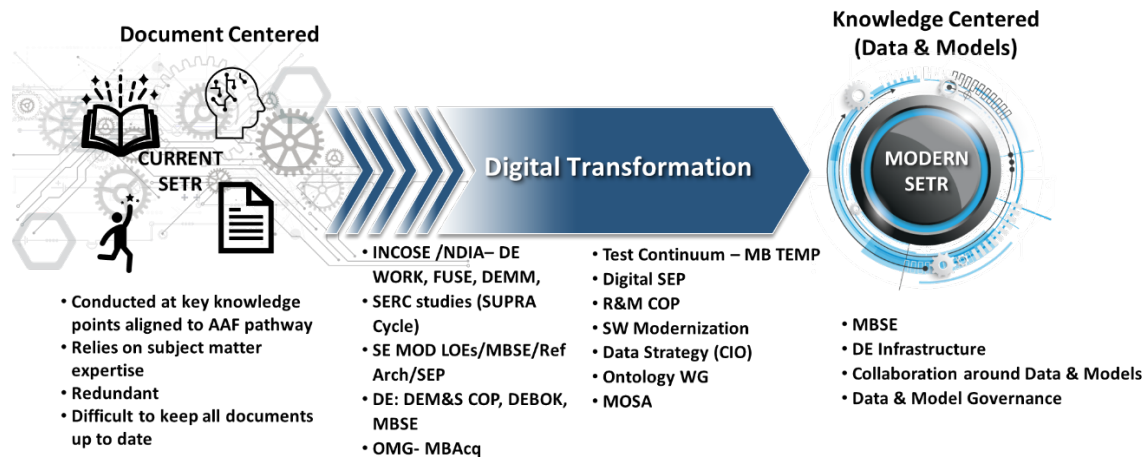 Document Centered
CURRENT
SETR
• Conducted at key knowledge
points aligned to AAF pathway
• Relies on subject matter
expertise
• Redundant
• Difficult to keep all documents
up to date
Digital Transformation
• INCOSE /NDIA– DE
WORK, FUSE, DEMM,
• SERC studies (SUPRA
Cycle)
• SE MOD LOEs/MBSE/Ref
Arch/SEP
• DE: DEM&S COP, DEBOK,
MBSE
• OMG- MBAcq
• Test Continuum – MB TEMP
• Digital SEP
• R&M COP
• SW Modernization
• Data Strategy (CIO)
• Ontology WG
• MOSA
Knowledge Centered
(Data & Models)
MODERN
SETR
• MBSE
• DE Infrastructure
• Collaboration around Data & Models
• Data & Model Governance